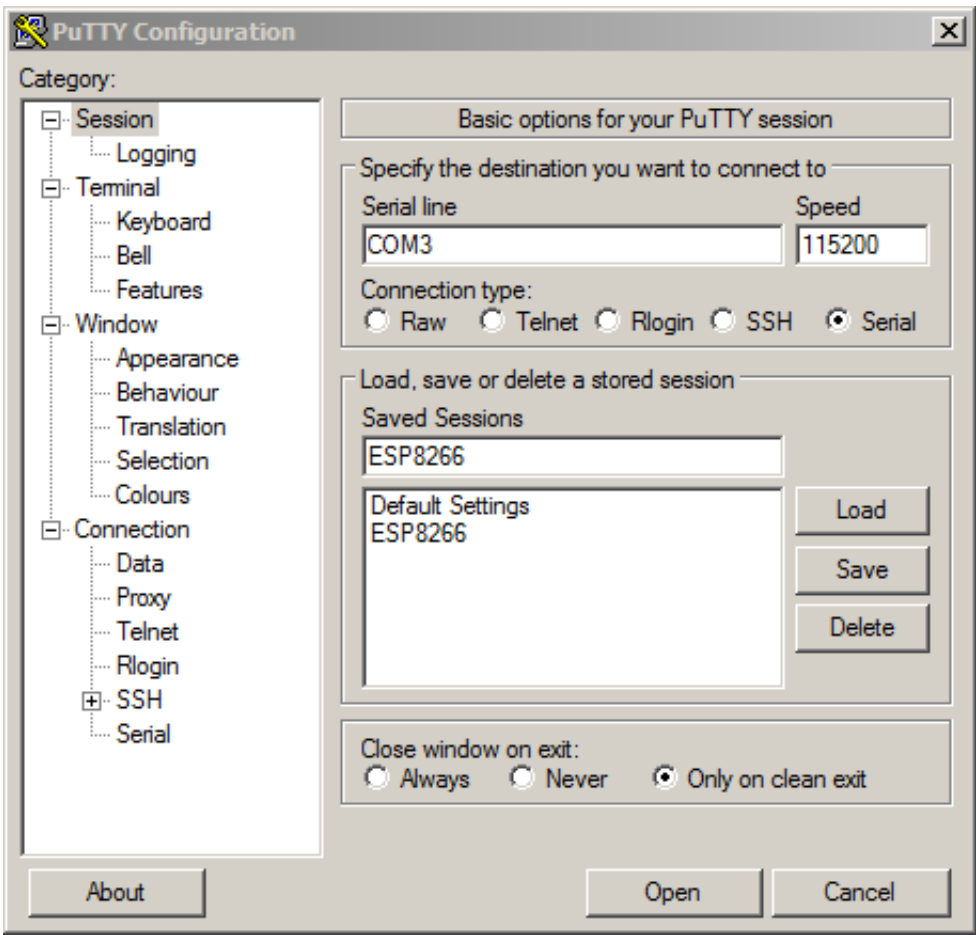 PuTTY Configuration
Category:
Session
Logging
Terminal
Keyboard
Bell
Features
Window
Appearance
Behaviour
Translation
Selection
Colours
Connection
Data
Proxy
Telnet
Rlogin
SSH
Serial
Basic options for your PuTTY session
Specify the destination you want to connect to
Serial line Speed
COM3 115200
Connection type:
Raw Telnet Rlogin SSH Serial
Load, save or delete a stored session
Saved Sessions
ESP8266
Default Settings
ESP8266
Load
Save
Delete
Close window on exit:
Always Never Only on clean exit
About Open Cancel